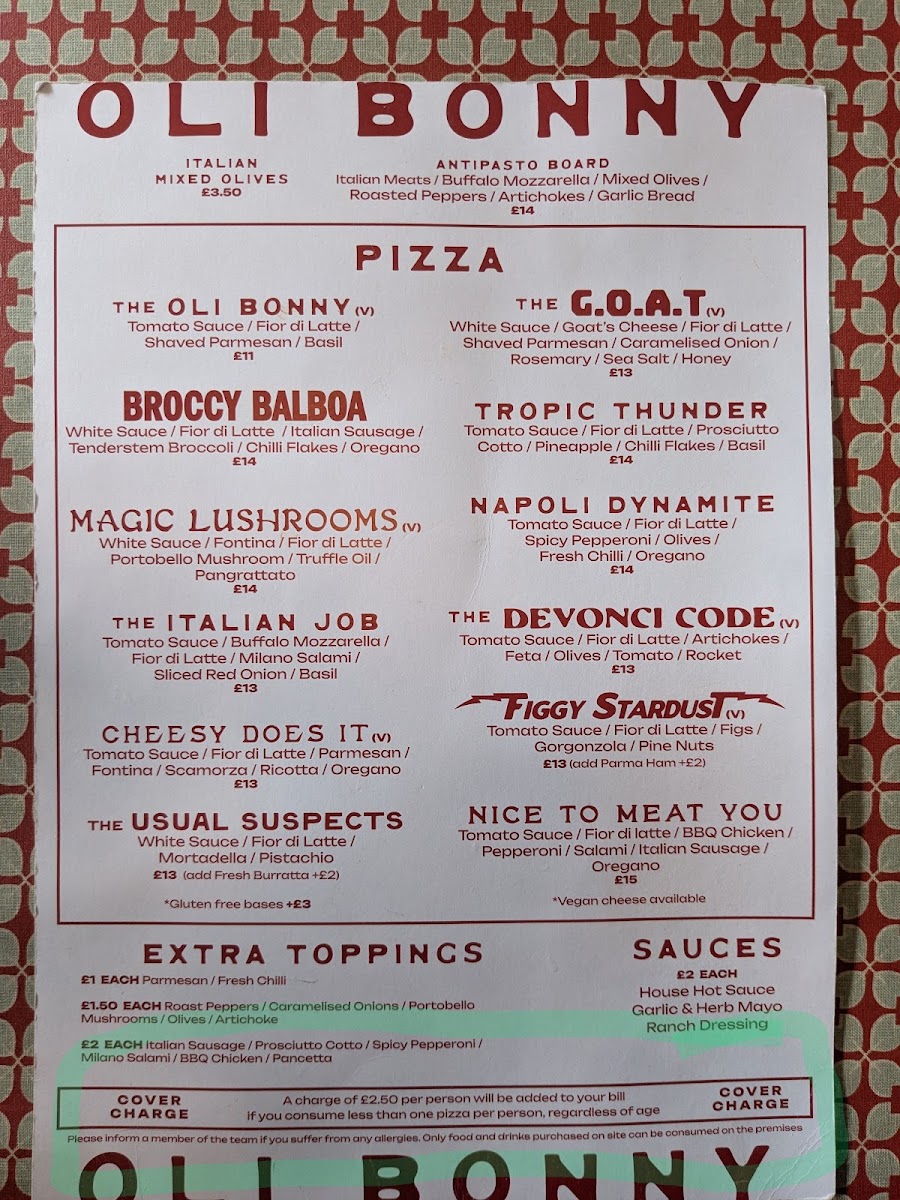 OLI BONNY
ITALIAN
MIXED OLIVES
£3.50
ANTIPASTO BOARD
Italian Meats / Buffalo Mozzarella / Mixed Olives /
Roasted Peppers / Artichokes / Garlic Bread
£14
PIZZA
THE OLI BONNY (V)
Tomato Sauce / Fior di Latte /
Shaved Parmesan / Basil
£11
THE G.O.A.T (V)
White Sauce / Goat's Cheese / Fior di Latte /
Shaved Parmesan / Caramelised Onion /
Rosemary / Sea Salt / Honey
£13
BROCCY BALBOA
White Sauce / Fior di Latte / Italian Sausage /
Tenderstem Broccoli / Chilli Flakes / Oregano
£14
TROPIC THUNDER
Tomato Sauce / Fior di Latte / Prosciutto
Cotto / Pineapple / Chilli Flakes / Basil
£14
MAGIC LUSHROOMS (V)
White Sauce / Fontina / Fior di Latte /
Portobello Mushroom / Truffle Oil /
Pangrattato
£14
NAPOLI DYNAMITE
Tomato Sauce / Fior di Latte /
Spicy Pepperoni / Olives /
Fresh Chilli / Oregano
£14
THE ITALIAN JOB
Tomato Sauce / Buffalo Mozzarella /
Fior di Latte / Milano Salami /
Sliced Red Onion / Basil
£13
THE DEVONCI CODE (V)
Tomato Sauce / Fior di Latte / Artichokes /
Feta / Olives / Tomato / Rocket
£13
CHEESY DOES IT (V)
Tomato Sauce / Fior di Latte / Parmesan /
Fontina / Scamorza / Ricotta / Oregano
£13
FIGGY STARDUST (V)
Tomato Sauce / Fior di Latte / Figs /
Gorgonzola / Pine Nuts
£13 (add Parma Ham +£2)
THE USUAL SUSPECTS
White Sauce / Fior di Latte /
Mortadella / Pistachio
£13 (add Fresh Burratta +£2)
NICE TO MEAT YOU
Tomato Sauce / Fior di latte / BBQ Chicken /
Pepperoni / Salami / Italian Sausage /
Oregano
£15
*Gluten free bases +£3
*Vegan cheese available
EXTRA TOPPINGS
£1 EACH Parmesan / Fresh Chilli
£1.50 EACH Roast Peppers / Caramelised Onions / Portobello
Mushrooms / Olives / Artichoke
£2 EACH Italian Sausage / Prosciutto Cotto / Spicy Pepperoni /
Milano Salami / BBQ Chicken / Pancetta
SAUCES
£2 EACH
House Hot Sauce
Garlic & Herb Mayo
Ranch Dressing
COVER
CHARGE
A charge of £2.50 per person will be added to your bill
if you consume less than one pizza per person, regardless of age
COVER
CHARGE
Please inform a member of the team if you suffer from any allergies. Only food and drinks purchased on site can be consumed on the premises
OLI BONNY